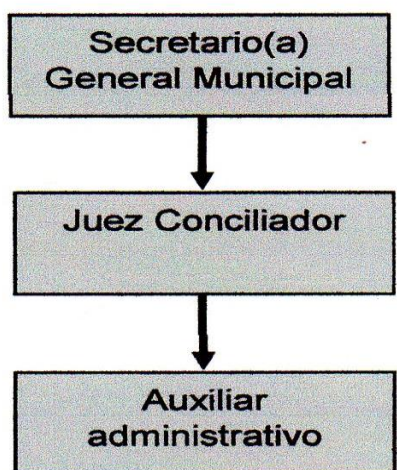 Secretario(a)
General Municipal
Juez Conciliador
Auxiliar
administrativo